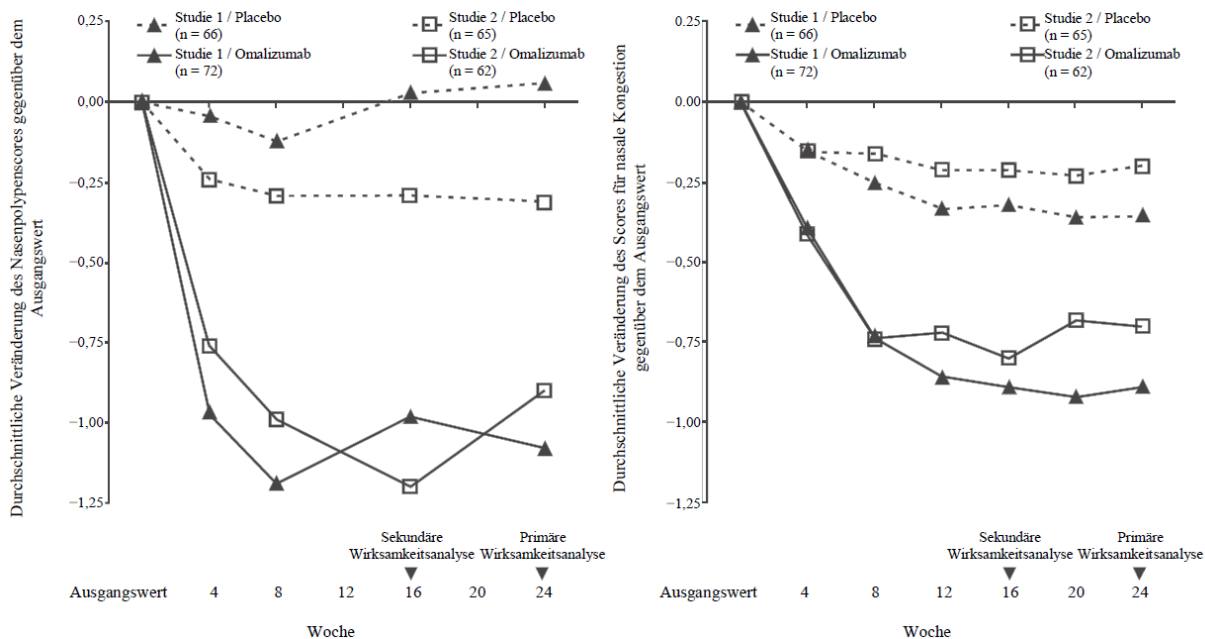 Durchschnittliche Veränderung des Nasenpolypenscores gegenüber dem
Ausgangswert
0,25
0,00
−0,25
−0,50
−0,75
−1,00
−1,25
Studie 1 / Placebo
(n = 66)
Studie 2 / Placebo
(n = 65)
Studie 1 / Omalizumab
(n = 72)
Studie 2 / Omalizumab
(n = 62)
Sekundäre
Wirksamkeitsanalyse
Primäre
Wirksamkeitsanalyse
Ausgangswert 4 8 12 16 20 24
Woche
Durchschnittliche Veränderung des Scores für nasale Kongestion
gegenüber dem Ausgangswert
0,25
0,00
−0,25
−0,50
−0,75
−1,00
−1,25
Studie 1 / Placebo
(n = 66)
Studie 2 / Placebo
(n = 65)
Studie 1 / Omalizumab
(n = 72)
Studie 2 / Omalizumab
(n = 62)
Sekundäre
Wirksamkeitsanalyse
Primäre
Wirksamkeitsanalyse
Ausgangswert 4 8 12 16 20 24
Woche